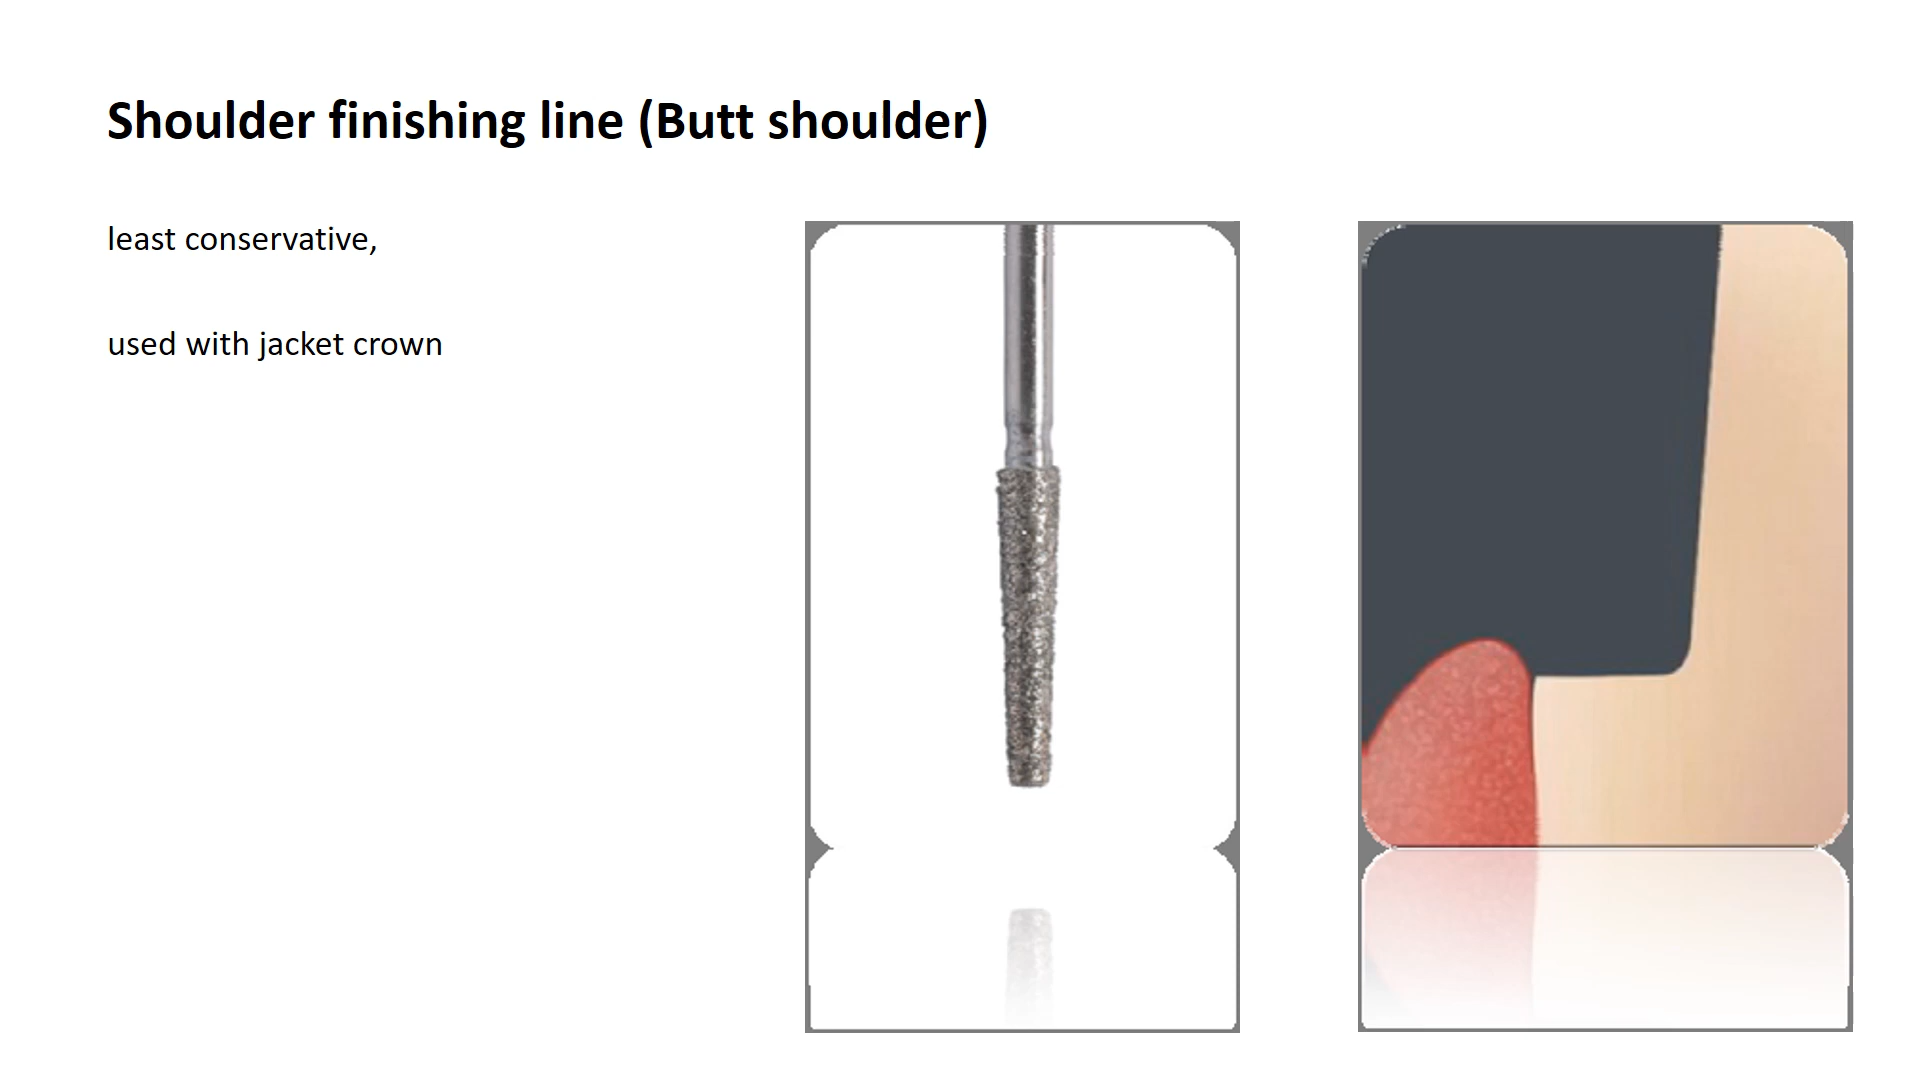 Shoulder finishing line (Butt shoulder)
least conservative,
used with jacket crown